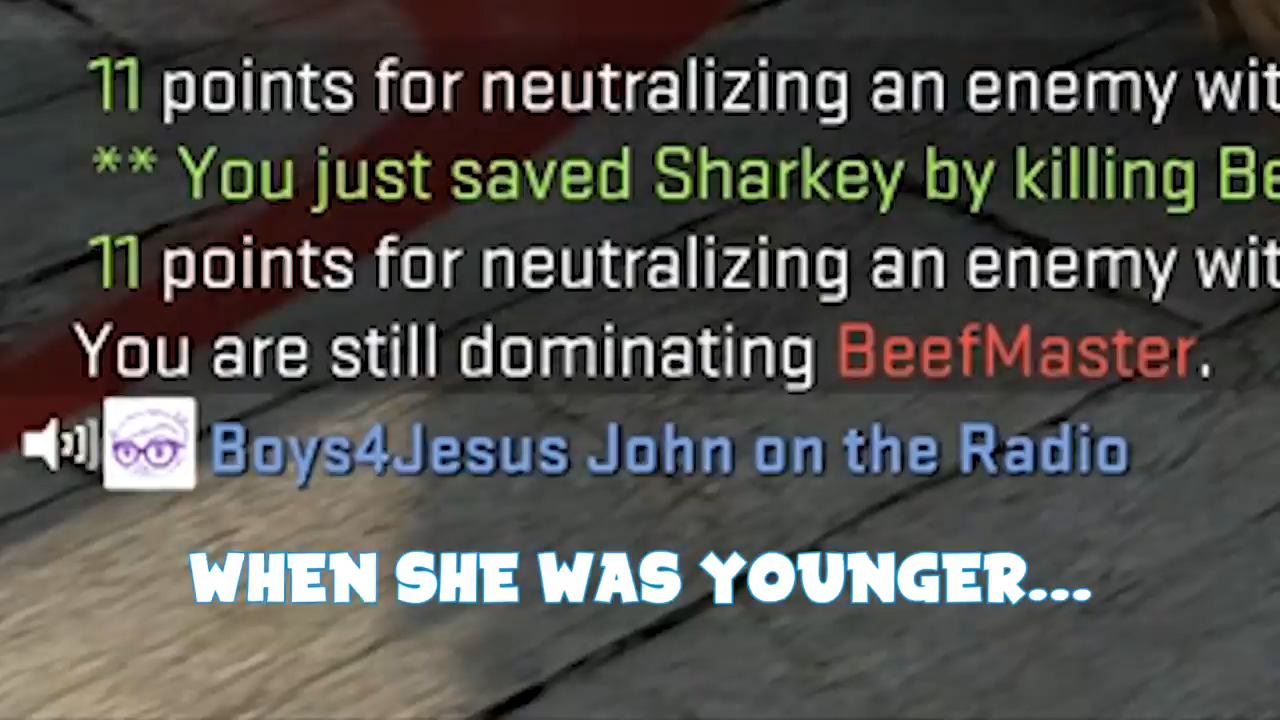 11 points for neutralizing an enemy wit
** You just saved Sharkey by killing Be
11 points for neutralizing an enemy wit
You are still dominating BeefMaster.
Boys4Jesus John on the Radio
WHEN SHE WAS YOUNGER...